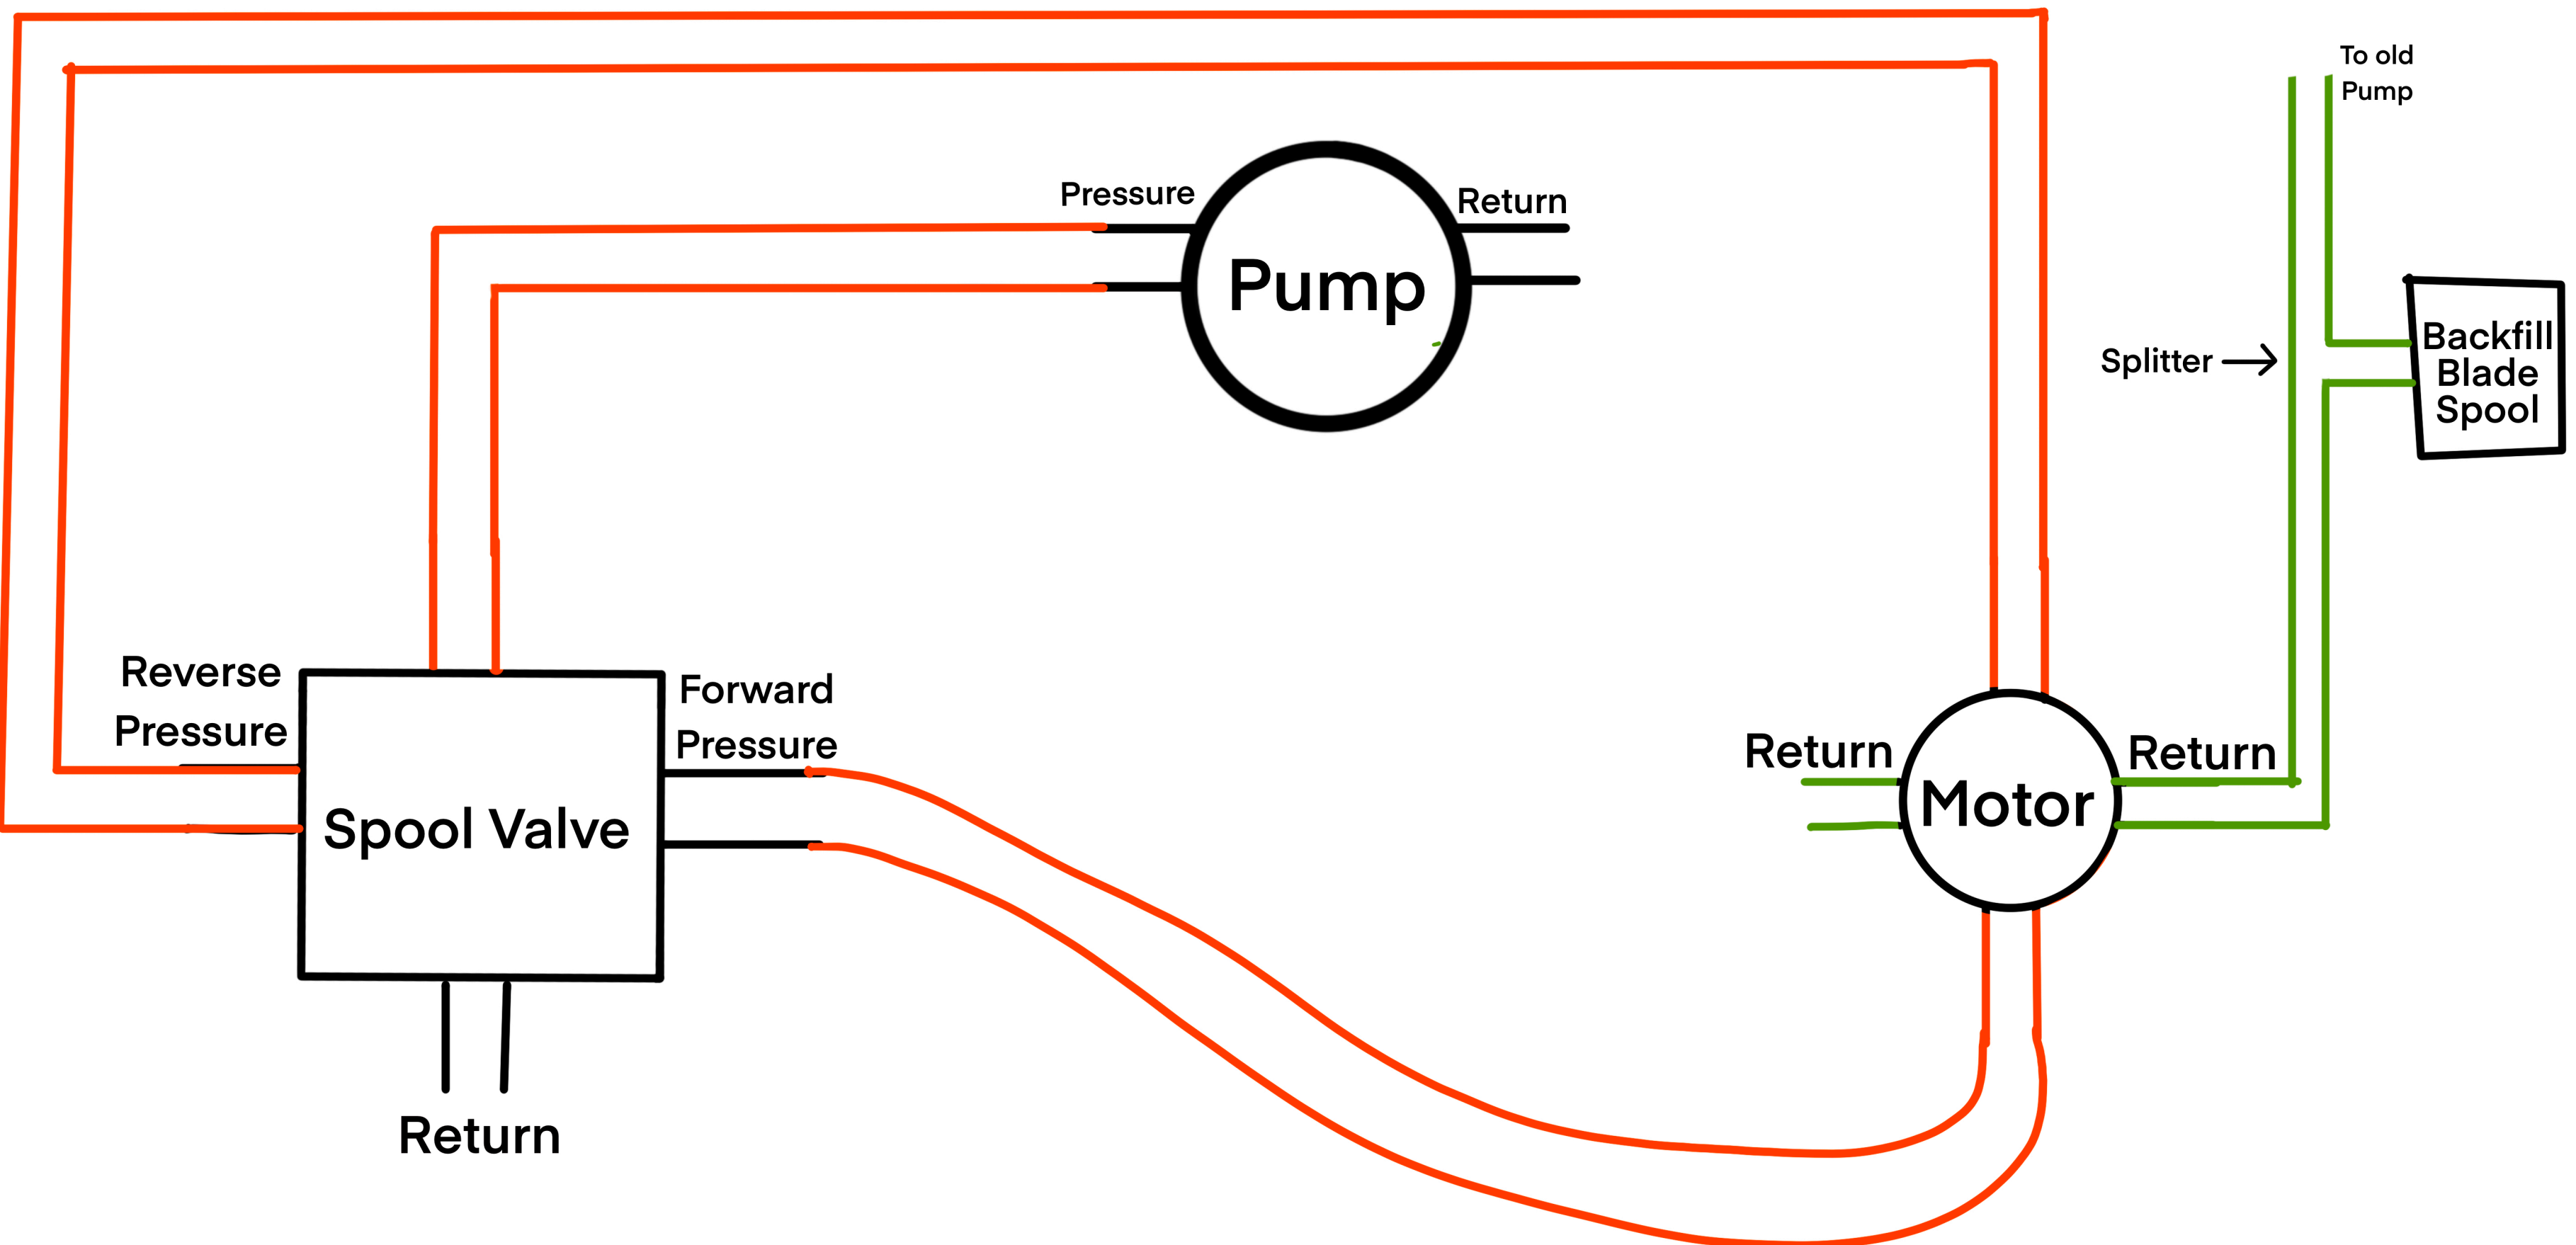 To old
Pump
Pressure
Return
Pump
Splitter
Backfill
Blade
Spool
Reverse
Pressure
Forward
Pressure
Spool Valve
Return
Return
Motor
Return